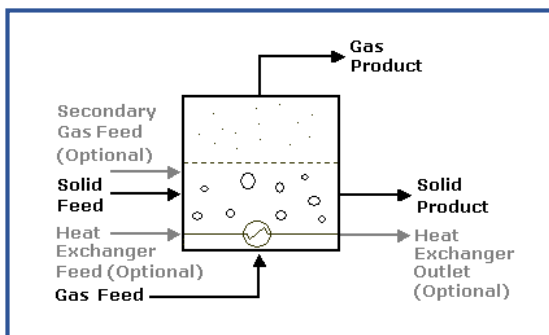 Gas
Product
Secondary
Gas Feed
(Optional)
Solid
Feed
Solid
Product
Heat
Exchanger
Feed (Optional)
Heat
Exchanger
Outlet
(Optional)
Gas Feed